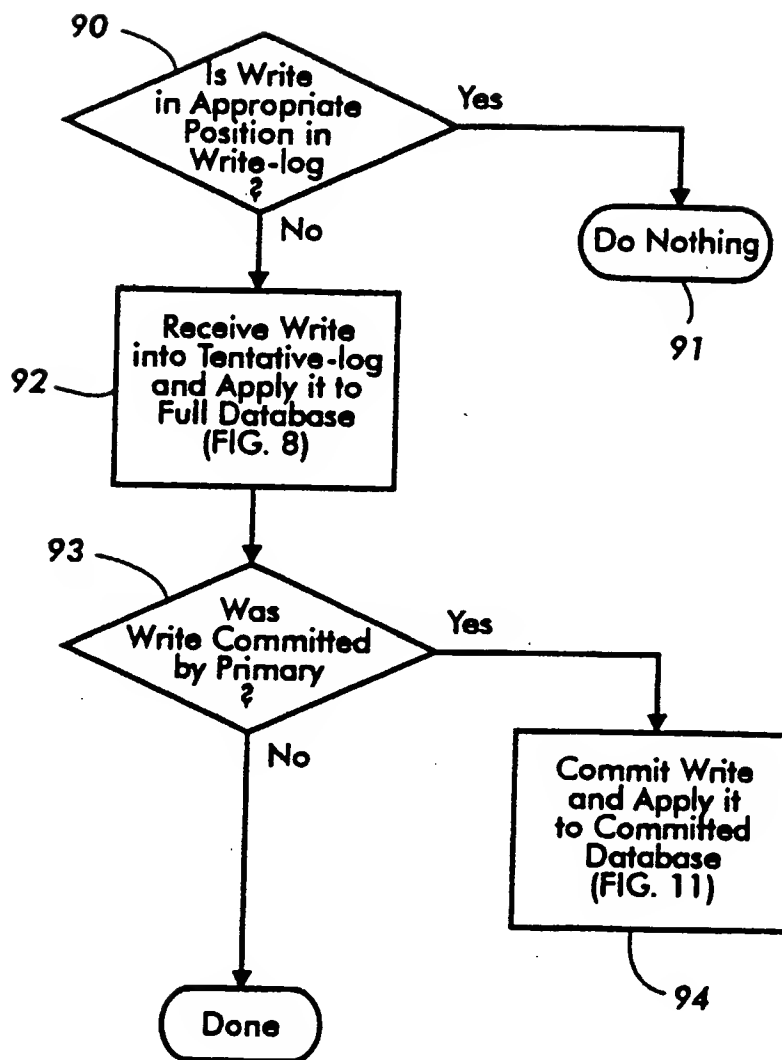 90
Is Write
in Appropriate
Position in
Write-log
?
Yes
No
Do Nothing
91
92
Receive Write
into Tentative-log
and Apply it to
Full Database
(FIG. 8)
93
Was
Write Committed
by Primary
?
Yes
No
Commit Write
and Apply it
to Committed
Database
(FIG. 11)
94
Done